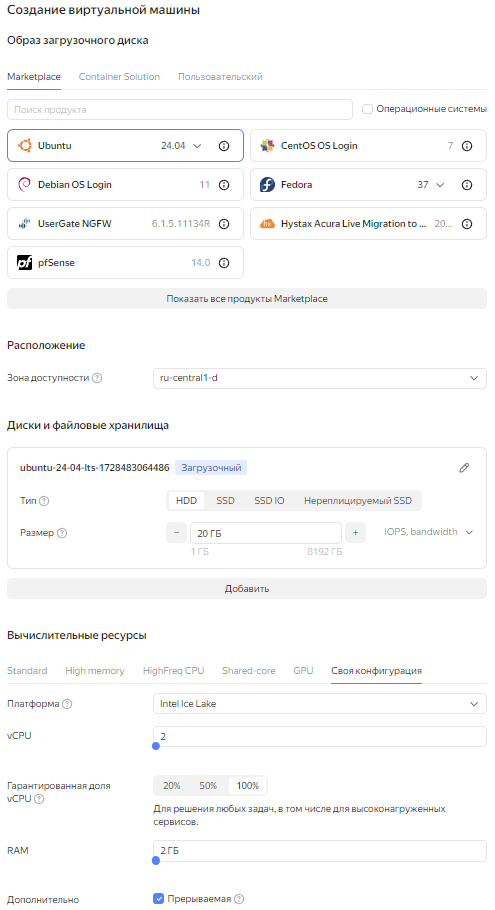 Создание виртуальной машины
Образ загрузочного диска
Marketplace Container Solution Пользовательский
Поиск продукта Операционные системы
Ubuntu 24.04 CentOS OS Login 7
Debian OS Login 11 Fedora 37
UserGate NGFW 6.1.5.11134R Hystax Acura Live Migration to ... 20...
pfSense 14.0
Показать все продукты Marketplace
Расположение
Зона доступности ru-central1-d
Диски и файловые хранилища
ubuntu-24-04-lts-1728483064486 Загрузочный
Тип HDD SSD SSD IO Нереплицируемый SSD
Размер − 20 ГБ + IOPS, bandwidth
1 ГБ 8192 ГБ
Добавить
Вычислительные ресурсы
Standard High memory HighFreq CPU Shared-core GPU Своя конфигурация
Платформа Intel Ice Lake
vCPU 2
Гарантированная доля 20% 50% 100%
vCPU
Для решения любых задач, в том числе для высоконагруженных
сервисов.
RAM 2 ГБ
Дополнительно Прерываемая